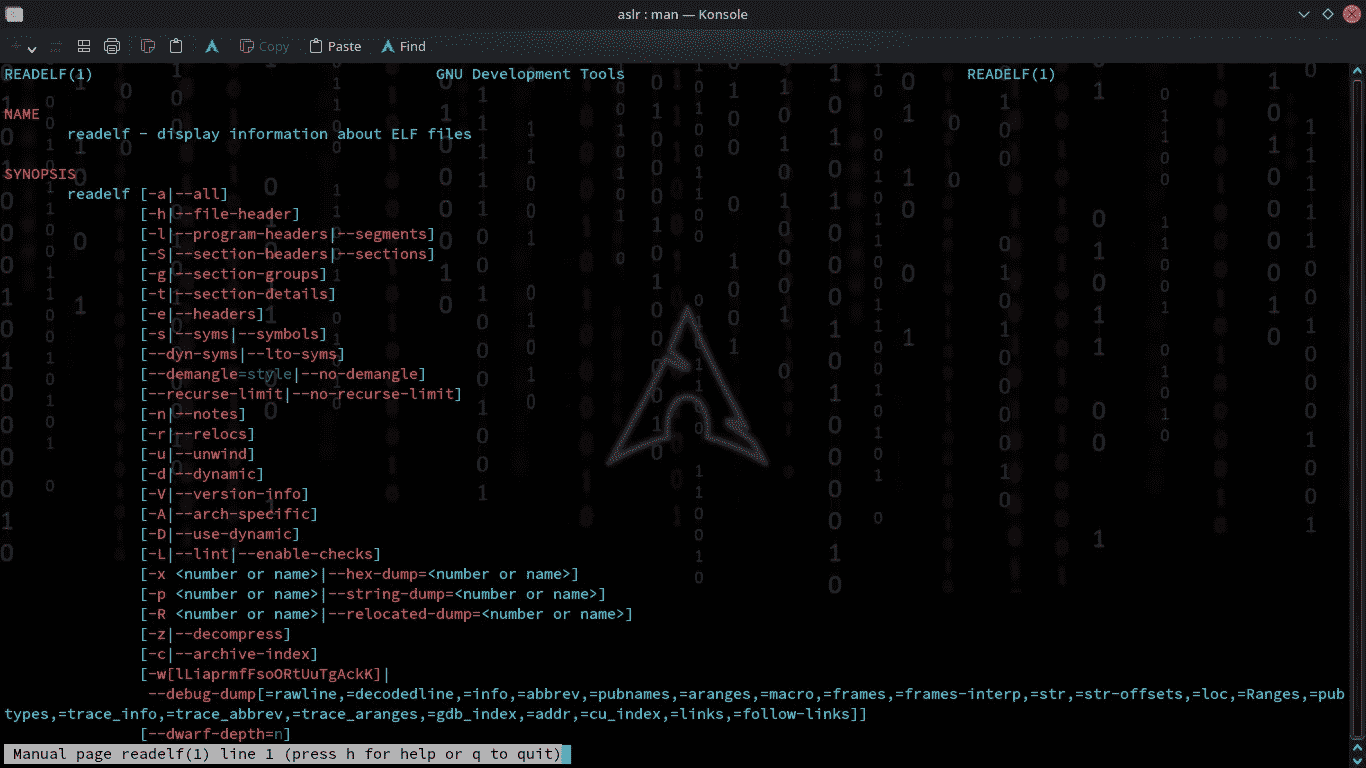 aslr : man — Konsole
Copy Paste Find
READELF(1) GNU Development Tools READELF(1)
NAME
readelf - display information about ELF files
SYNOPSIS
readelf [-a|--all]
[-h|--file-header]
[-l|--program-headers|--segments]
[-S|--section-headers|--sections]
[-g|--section-groups]
[-t|--section-details]
[-e|--headers]
[-s|--syms|--symbols]
[--dyn-syms|--lto-syms]
[--demangle=style|--no-demangle]
[--recurse-limit|--no-recurse-limit]
[-n|--notes]
[-r|--relocs]
[-u|--unwind]
[-d|--dynamic]
[-V|--version-info]
[-A|--arch-specific]
[-D|--use-dynamic]
[-L|--lint|--enable-checks]
[-x <number or name>|--hex-dump=<number or name>]
[-p <number or name>|--string-dump=<number or name>]
[-R <number or name>|--relocated-dump=<number or name>]
[-z|--decompress]
[-c|--archive-index]
[-w[lLiaprmfFsoORtUuTgAckK]|
--debug-dump[=rawline,=decodedline,=info,=abbrev,=pubnames,=aranges,=macro,=frames,=frames-interp,=str,=str-offsets,=loc,=Ranges,=pub
types,=trace_info,=trace_abbrev,=trace_aranges,=gdb_index,=addr,=cu_index,=links,=follow-links]]
[--dwarf-depth=n]
Manual page readelf(1) line 1 (press h for help or q to quit)